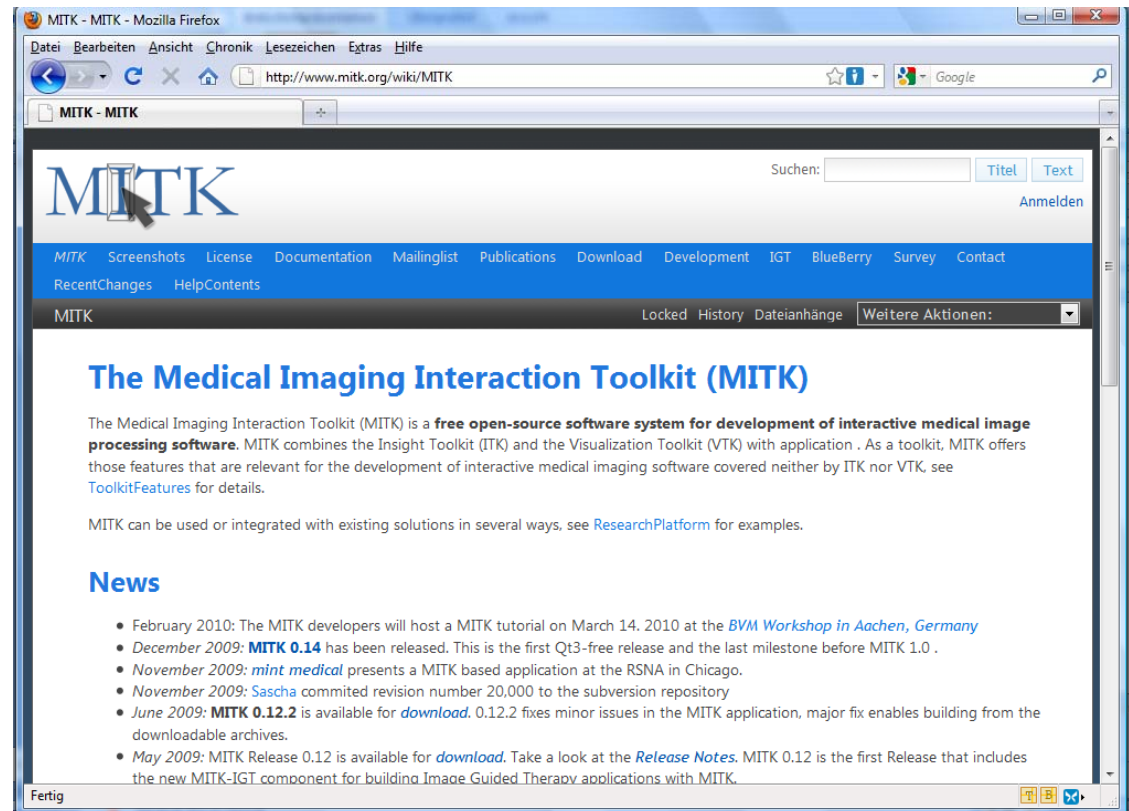 MITK - MITK - Mozilla Firefox
Datei Bearbeiten Ansicht Chronik Lesezeichen Extras Hilfe
http://www.mitk.org/wiki/MITK Google
MITK - MITK
MITK Suchen: Titel Text
Anmelden
MITK Screenshots License Documentation Mailinglist Publications Download Development IGT BlueBerry Survey Contact
RecentChanges HelpContents
MITK Locked History Dateianhänge Weitere Aktionen:
The Medical Imaging Interaction Toolkit (MITK)
The Medical Imaging Interaction Toolkit (MITK) is a free open-source software system for development of interactive medical image
processing software. MITK combines the Insight Toolkit (ITK) and the Visualization Toolkit (VTK) with application . As a toolkit, MITK offers
those features that are relevant for the development of interactive medical imaging software covered neither by ITK nor VTK, see
ToolkitFeatures for details.
MITK can be used or integrated with existing solutions in several ways, see ResearchPlatform for examples.
News
• February 2010: The MITK developers will host a MITK tutorial on March 14. 2010 at the BVM Workshop in Aachen, Germany
• December 2009: MITK 0.14 has been released. This is the first Qt3-free release and the last milestone before MITK 1.0 .
• November 2009: mint medical presents a MITK based application at the RSNA in Chicago.
• November 2009: Sascha commited revision number 20,000 to the subversion repository
• June 2009: MITK 0.12.2 is available for download. 0.12.2 fixes minor issues in the MITK application, major fix enables building from the
downloadable archives.
• May 2009: MITK Release 0.12 is available for download. Take a look at the Release Notes. MITK 0.12 is the first Release that includes
the new MITK-IGT component for building Image Guided Therapy applications with MITK.
Fertig T B